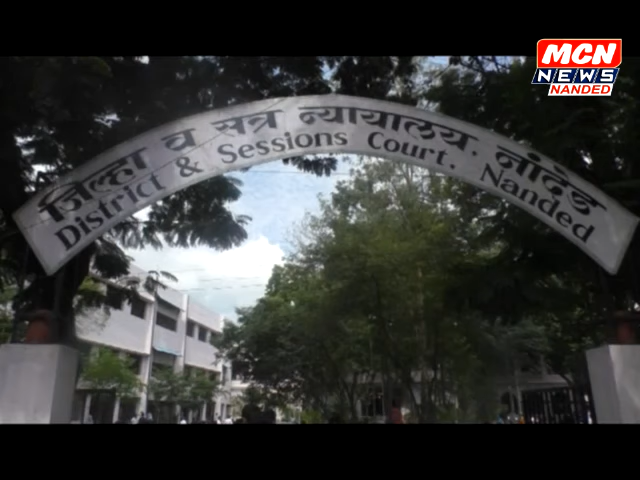 MCN
NEWS
NANDED
जिल्हा व सत्र न्यायालय, नांदेड
District & Sessions Court, Nanded